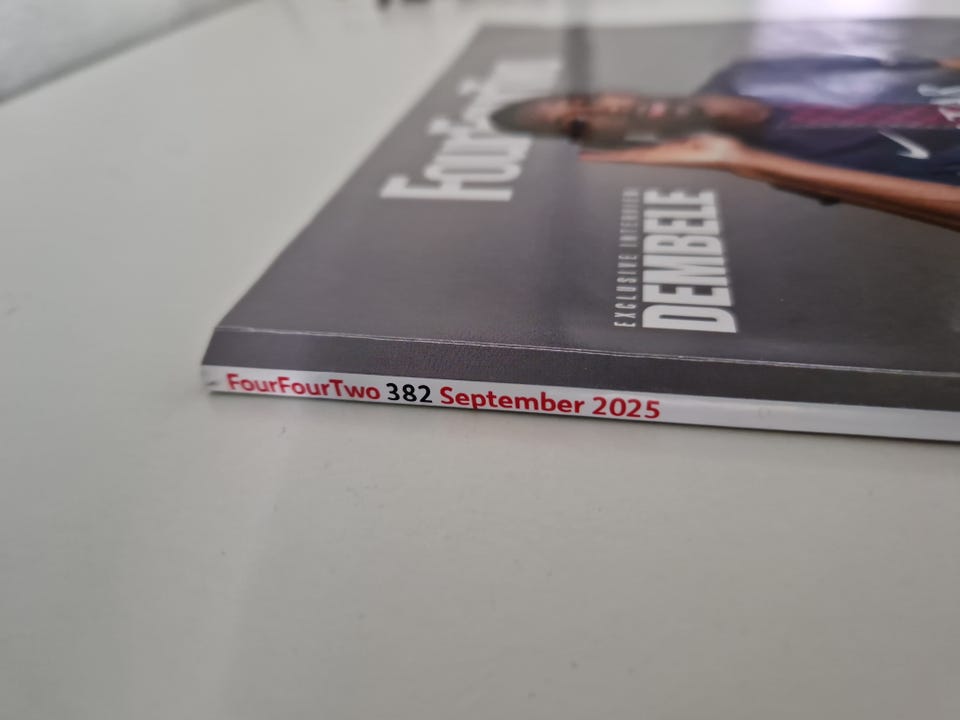 FourFourTwo
EXCLUSIVE INTERVIEW
DEMBELE
FourFourTwo 382 September 2025